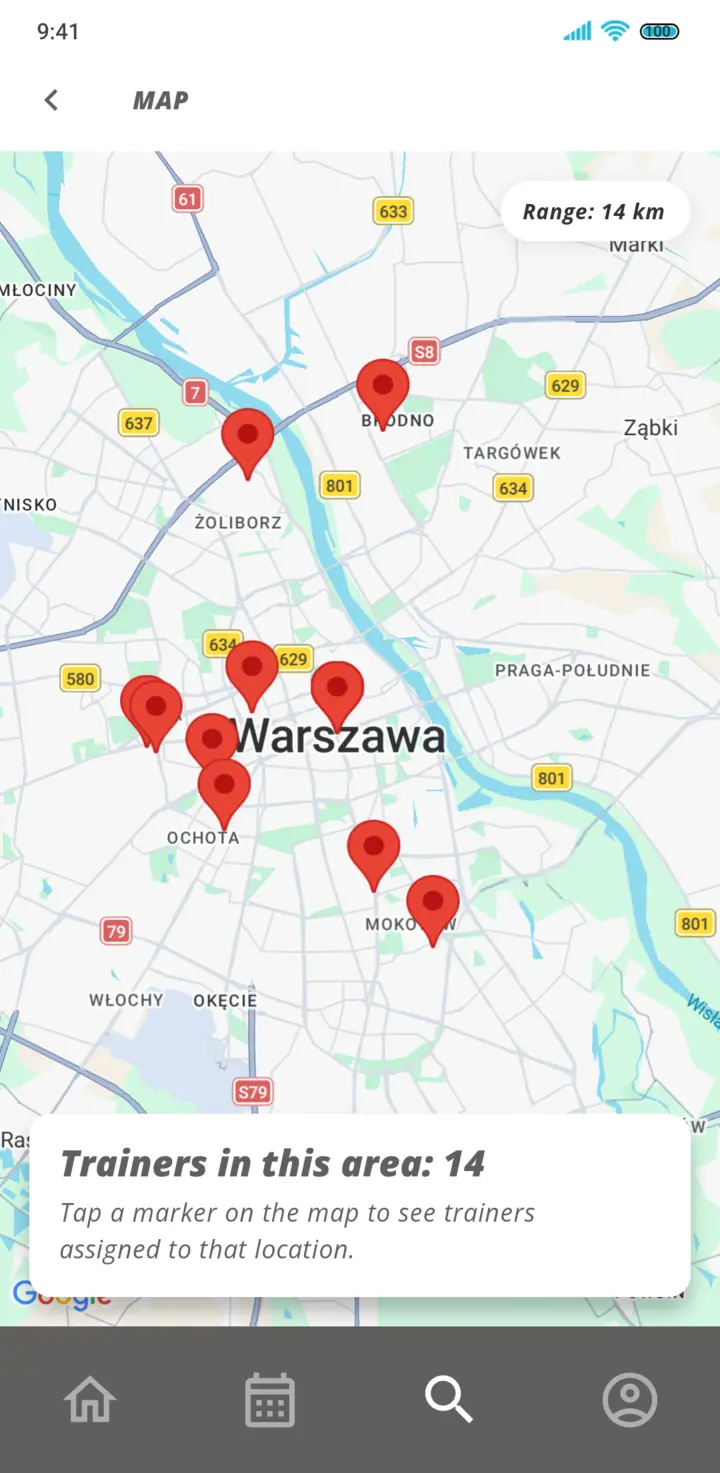 9:41
100
MAP
61
633
Range: 14 km
Marki
MŁOCINY
S8
7
629
637
BRÓDNO
Ząbki
TARGÓWEK
801
634
ŻOLIBORZ
634
629
580
PRAGA-POŁUDNIE
Warszawa
801
OCHOTA
801
79
WŁOCHY
OKĘCIE
S79
Trainers in this area: 14
Tap a marker on the map to see trainers
assigned to that location.
Google